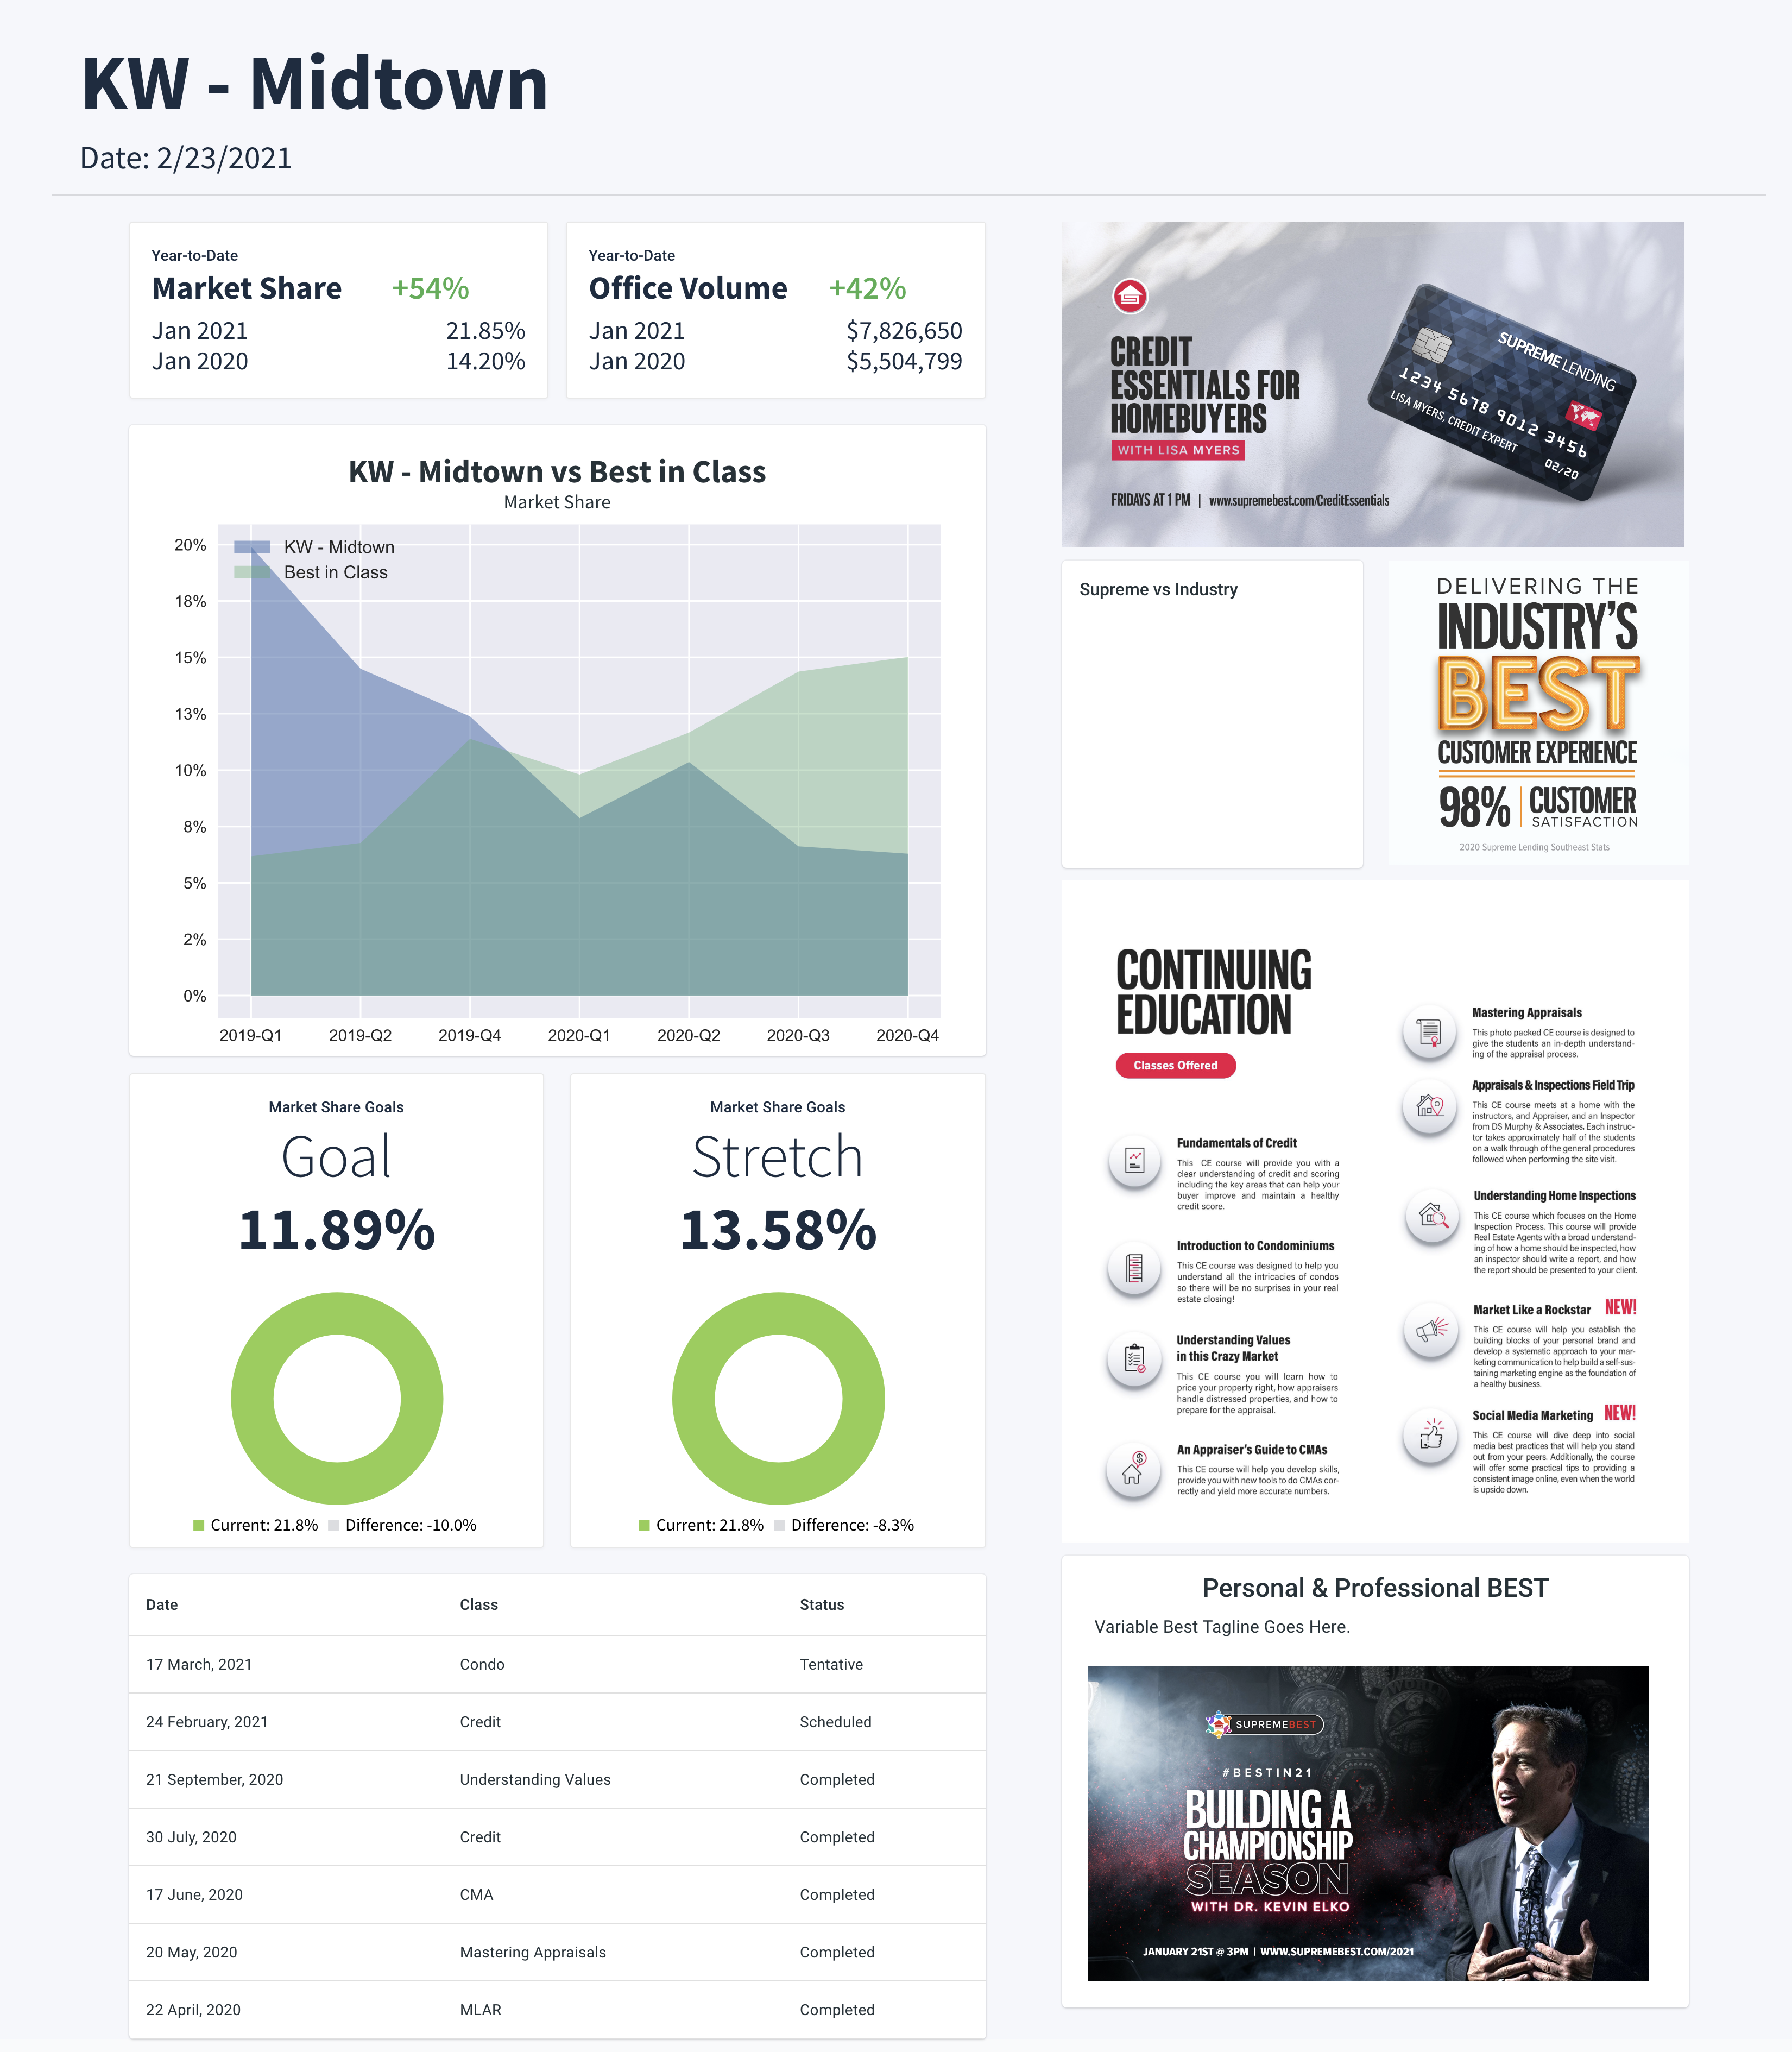 KW - Midtown
Date: 2/23/2021
Year-to-Date
Market Share +54%
Jan 2021 21.85%
Jan 2020 14.20%
Year-to-Date
Office Volume +42%
Jan 2021 $7,826,650
Jan 2020 $5,504,799
KW - Midtown vs Best in Class
Market Share
KW - Midtown
Best in Class
20%
18%
15%
13%
10%
8%
5%
2%
0%
2019-Q1 2019-Q2 2019-Q4 2020-Q1 2020-Q2 2020-Q3 2020-Q4
Market Share Goals
Goal
11.89%
Current: 21.8% Difference: -10.0%
Market Share Goals
Stretch
13.58%
Current: 21.8% Difference: -8.3%
Date Class Status
17 March, 2021 Condo Tentative
24 February, 2021 Credit Scheduled
21 September, 2020 Understanding Values Completed
30 July, 2020 Credit Completed
17 June, 2020 CMA Completed
20 May, 2020 Mastering Appraisals Completed
22 April, 2020 MLAR Completed
CREDIT
ESSENTIALS FOR
HOMEBUYERS
WITH LISA MYERS
FRIDAYS AT 1 PM | www.supremebest.com/CreditEssentials
SUPREME LENDING
1234 5678 9012 3456
LISA MYERS, CREDIT EXPERT
02/20
Supreme vs Industry
DELIVERING THE
INDUSTRY'S
BEST
CUSTOMER EXPERIENCE
98% | CUSTOMER
SATISFACTION
2020 Supreme Lending Southeast Stats
CONTINUING
EDUCATION
Classes Offered
Fundamentals of Credit
This CE course will provide you with a
clear understanding of credit and scoring
including the key areas that can help your
buyer improve and maintain a healthy
credit score.
Introduction to Condominiums
This CE course was designed to help you
understand all the intricacies of condos
so there will be no surprises in your real
estate closing!
Understanding Values
in this Crazy Market
This CE course you will learn how to
price your property right, how appraisers
handle distressed properties, and how to
prepare for the appraisal.
An Appraiser's Guide to CMAs
This CE course will help you develop skills,
provide you with new tools to do CMAs cor-
rectly and yield more accurate numbers.
Mastering Appraisals
This photo packed CE course is designed to
give the students an in-depth understand-
ing of the appraisal process.
Appraisals & Inspections Field Trip
This CE course meets at a home with the
instructors, and Appraiser, and an Inspector
from DS Murphy & Associates. Each instruc-
tor takes approximately half of the students
on a walk through of the general procedures
followed when performing the site visit.
Understanding Home Inspections
This CE course which focuses on the Home
Inspection Process. This course will provide
Real Estate Agents with a broad understand-
ing of how a home should be inspected, how
an inspector should write a report, and how
the report should be presented to your client.
Market Like a Rockstar NEW!
This CE course will help you establish the
building blocks of your personal brand and
develop a systematic approach to your mar-
keting communication to help build a self-sus-
taining marketing engine as the foundation of
a healthy business.
Social Media Marketing NEW!
This CE course will dive deep into social
media best practices that will help you stand
out from your peers. Additionally, the course
will offer some practical tips to providing a
consistent image online, even when the world
is upside down.
Personal & Professional BEST
Variable Best Tagline Goes Here.
SUPREMEBEST
#BESTIN21
BUILDING A
CHAMPIONSHIP
SEASON
WITH DR. KEVIN ELKO
JANUARY 21ST @ 3PM | WWW.SUPREMEBEST.COM/2021